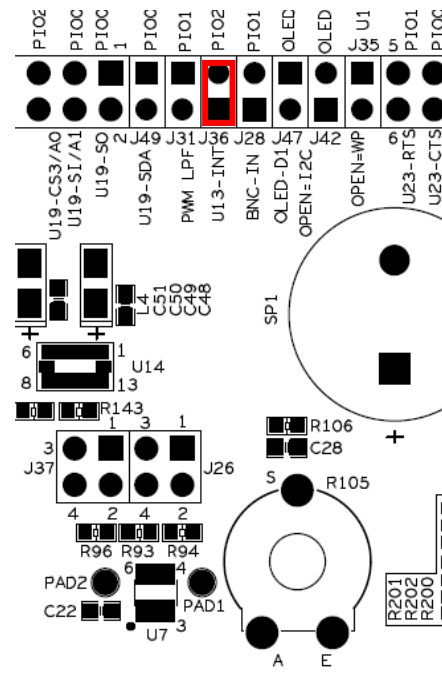 PIO2
PIO0
PIO0
PIO0
PIO1
PIO2
PIO1
OLED
OLED
U1
PIO1
PIO0
1
J35
5
2
J49
J31
J36
J28
J47
J42
6
U19-CS3/A0
U19-SI/A1
U19-SO
U19-SDA
PWM LPF
U13-INT
BNC-IN
OLED-D1
OPEN=I2C
OPEN=WP
U23-RTS
U23-CTS
L4
C51
C50
C49
C48
SP1
+
+
+
6
1
U14
8
13
R143
R106
C28
1
3
1
3
J37
J26
4
2
4
2
S
R105
R96
R93
R94
6
4
PAD2
PAD1
C22
U7
3
A
E
R201
R202
R200